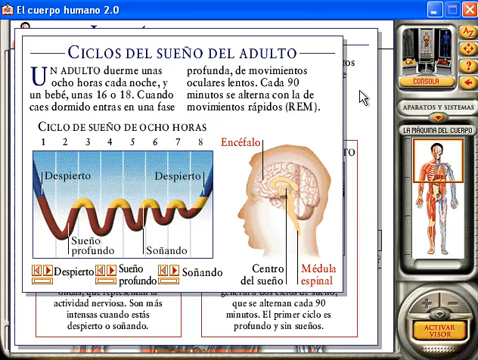 El cuerpo humano 2.0
CICLOS DEL SUEÑO DEL ADULTO
UN ADULTO duerme unas
ocho horas cada noche, y
un bebé, unas 16 o 18. Cuando
caes dormido entras en una fase
profunda, de movimientos
oculares lentos. Cada 90
minutos se alterna con la de
movimientos rápidos (REM).
CICLO DE SUEÑO DE OCHO HORAS
1 2 3 4 5 6 7 8
Despierto
Despierto
Sueño
profundo
Soñando
Despierto
Sueño
profundo
Soñando
Encéfalo
Centro
del sueño
Médula
espinal
actividad nerviosa. Son más
intensas cuando estás
despierto o soñando.
que se alternan cada 90
minutos. El primer ciclo es
profundo y sin sueños.
CONSOLA
APARATOS Y SISTEMAS
LA MÁQUINA DEL CUERPO
ACTIVAR
VISOR